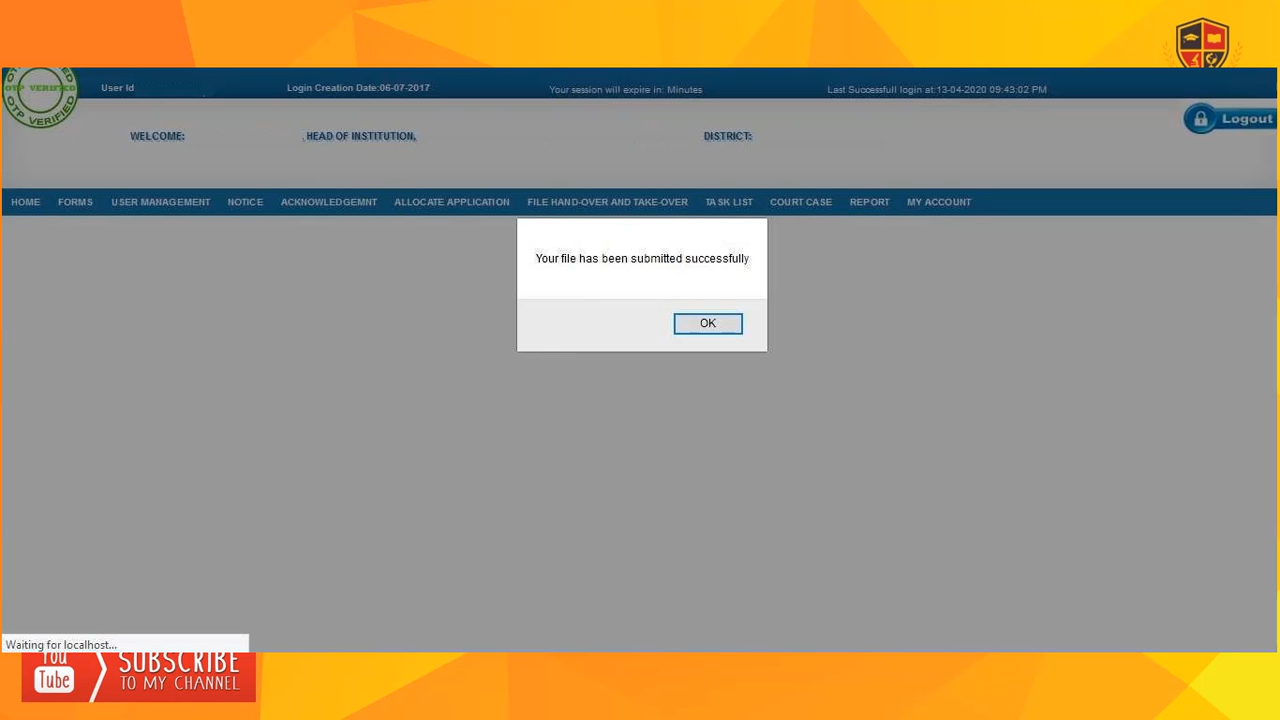 OTP VERIFIED
OTP VERIFIED
User Id
Login Creation Date:06-07-2017
Your session will expire in: Minutes
Last Successfull login at:13-04-2020 09:43:02 PM
WELCOME:
, HEAD OF INSTITUTION,
DISTRICT:
Logout
HOME FORMS USER MANAGEMENT NOTICE ACKNOWLEDGEMNT ALLOCATE APPLICATION FILE HAND-OVER AND TAKE-OVER TASK LIST COURT CASE REPORT MY ACCOUNT
Your file has been submitted successfully
OK
Waiting for localhost...
You Tube
SUBSCRIBE
TO MY CHANNEL